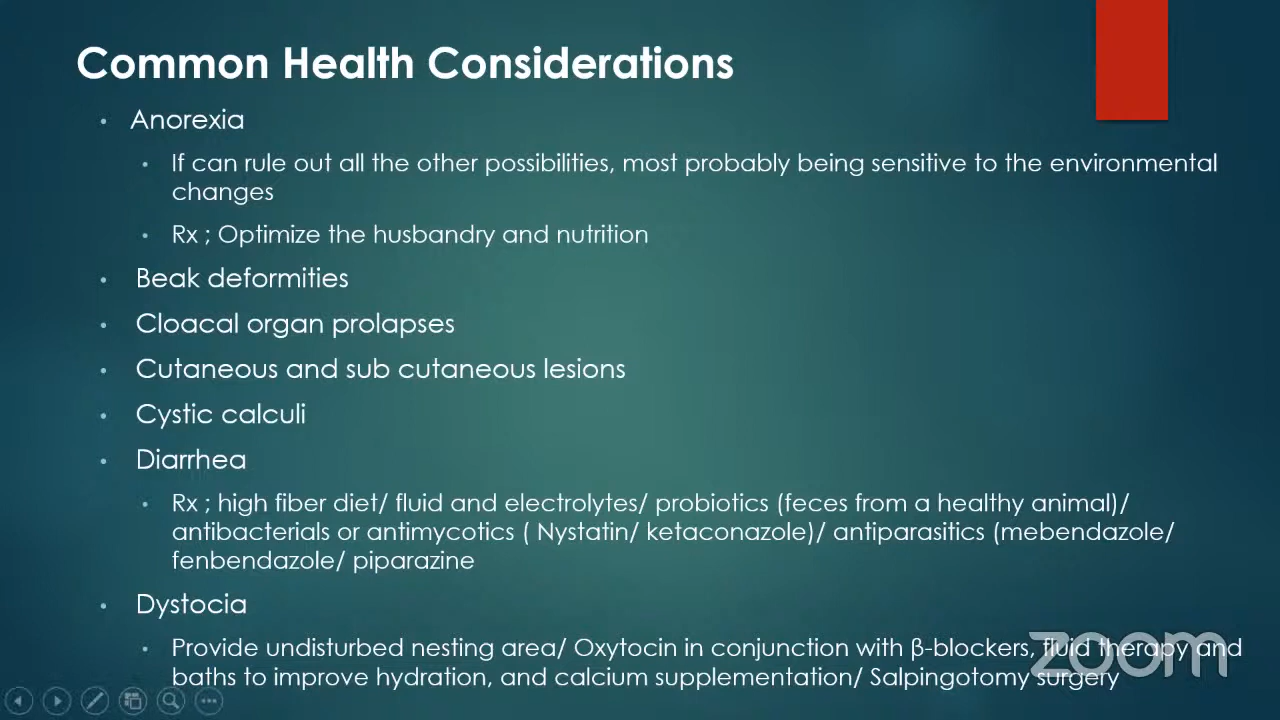 Common Health Considerations
• Anorexia
• If can rule out all the other possibilities, most probably being sensitive to the environmental
changes
• Rx ; Optimize the husbandry and nutrition
• Beak deformities
• Cloacal organ prolapses
• Cutaneous and sub cutaneous lesions
• Cystic calculi
• Diarrhea
• Rx ; high fiber diet/ fluid and electrolytes/ probiotics (feces from a healthy animal)/
antibacterials or antimycotics ( Nystatin/ ketaconazole)/ antiparasitics (mebendazole/
fenbendazole/ piparazine
• Dystocia
• Provide undisturbed nesting area/ Oxytocin in conjunction with β-blockers, fluid therapy and
baths to improve hydration, and calcium supplementation/ Salpingotomy surgery
zoom